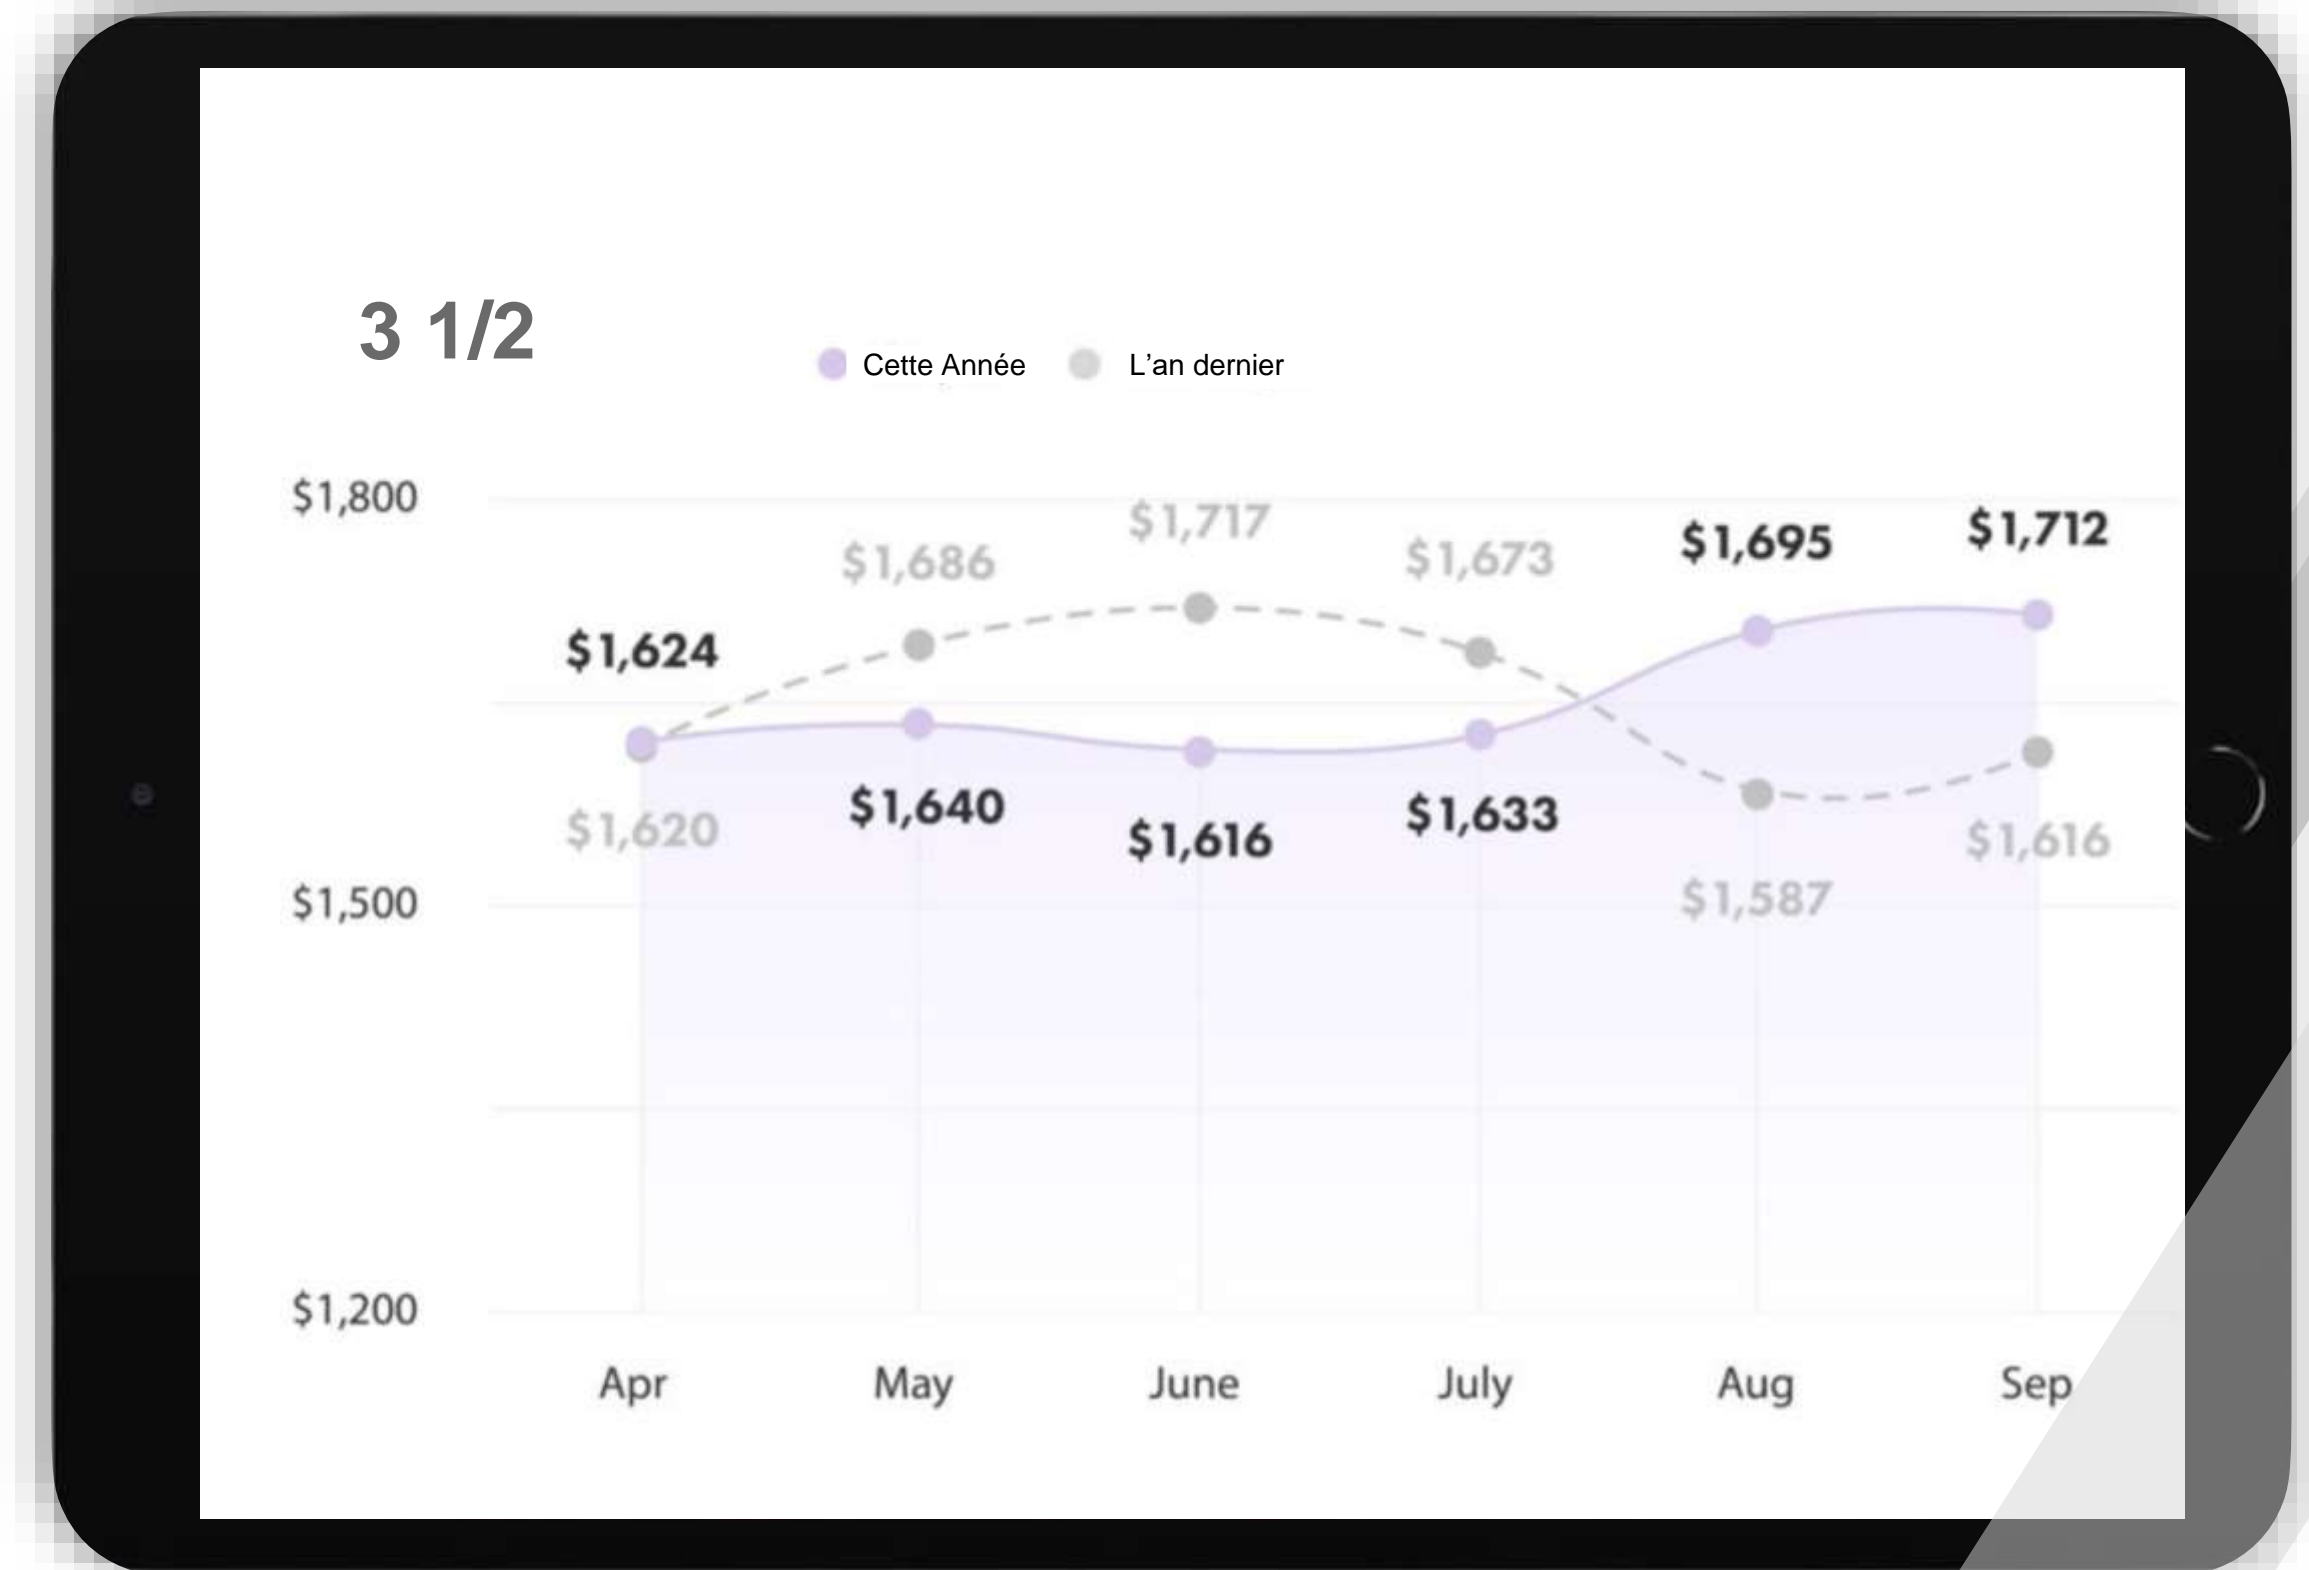 3 1/2
Cette Année L’an dernier
$1,800
$1,717
$1,686 $1,673 $1,695 $1,712
$1,624
$1,620 $1,640 $1,616 $1,633 $1,616
$1,500
$1,587
$1,200
Apr May June July Aug Sep